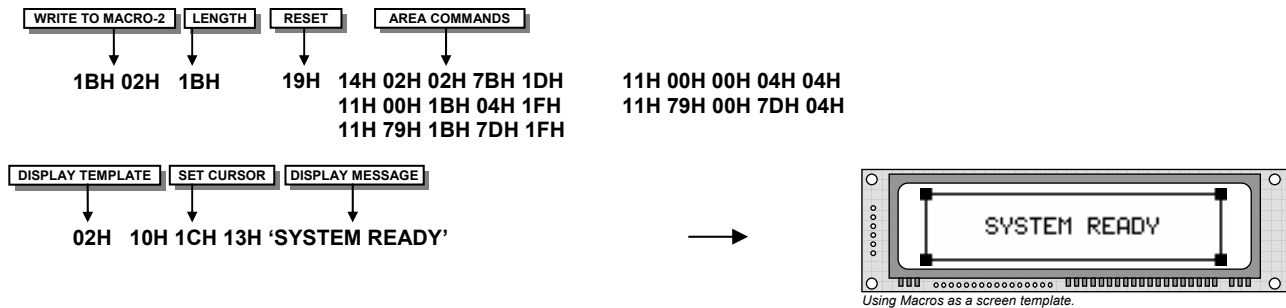 WRITE TO MACRO-2 LENGTH RESET AREA COMMANDS
1BH 02H 1BH 19H 14H 02H 02H 7BH 1DH 11H 00H 00H 04H 04H
11H 00H 1BH 04H 1FH 11H 79H 00H 7DH 04H
11H 79H 1BH 7DH 1FH
DISPLAY TEMPLATE SET CURSOR DISPLAY MESSAGE
02H 10H 1CH 13H ‘SYSTEM READY’
SYSTEM READY
Using Macros as a screen template.